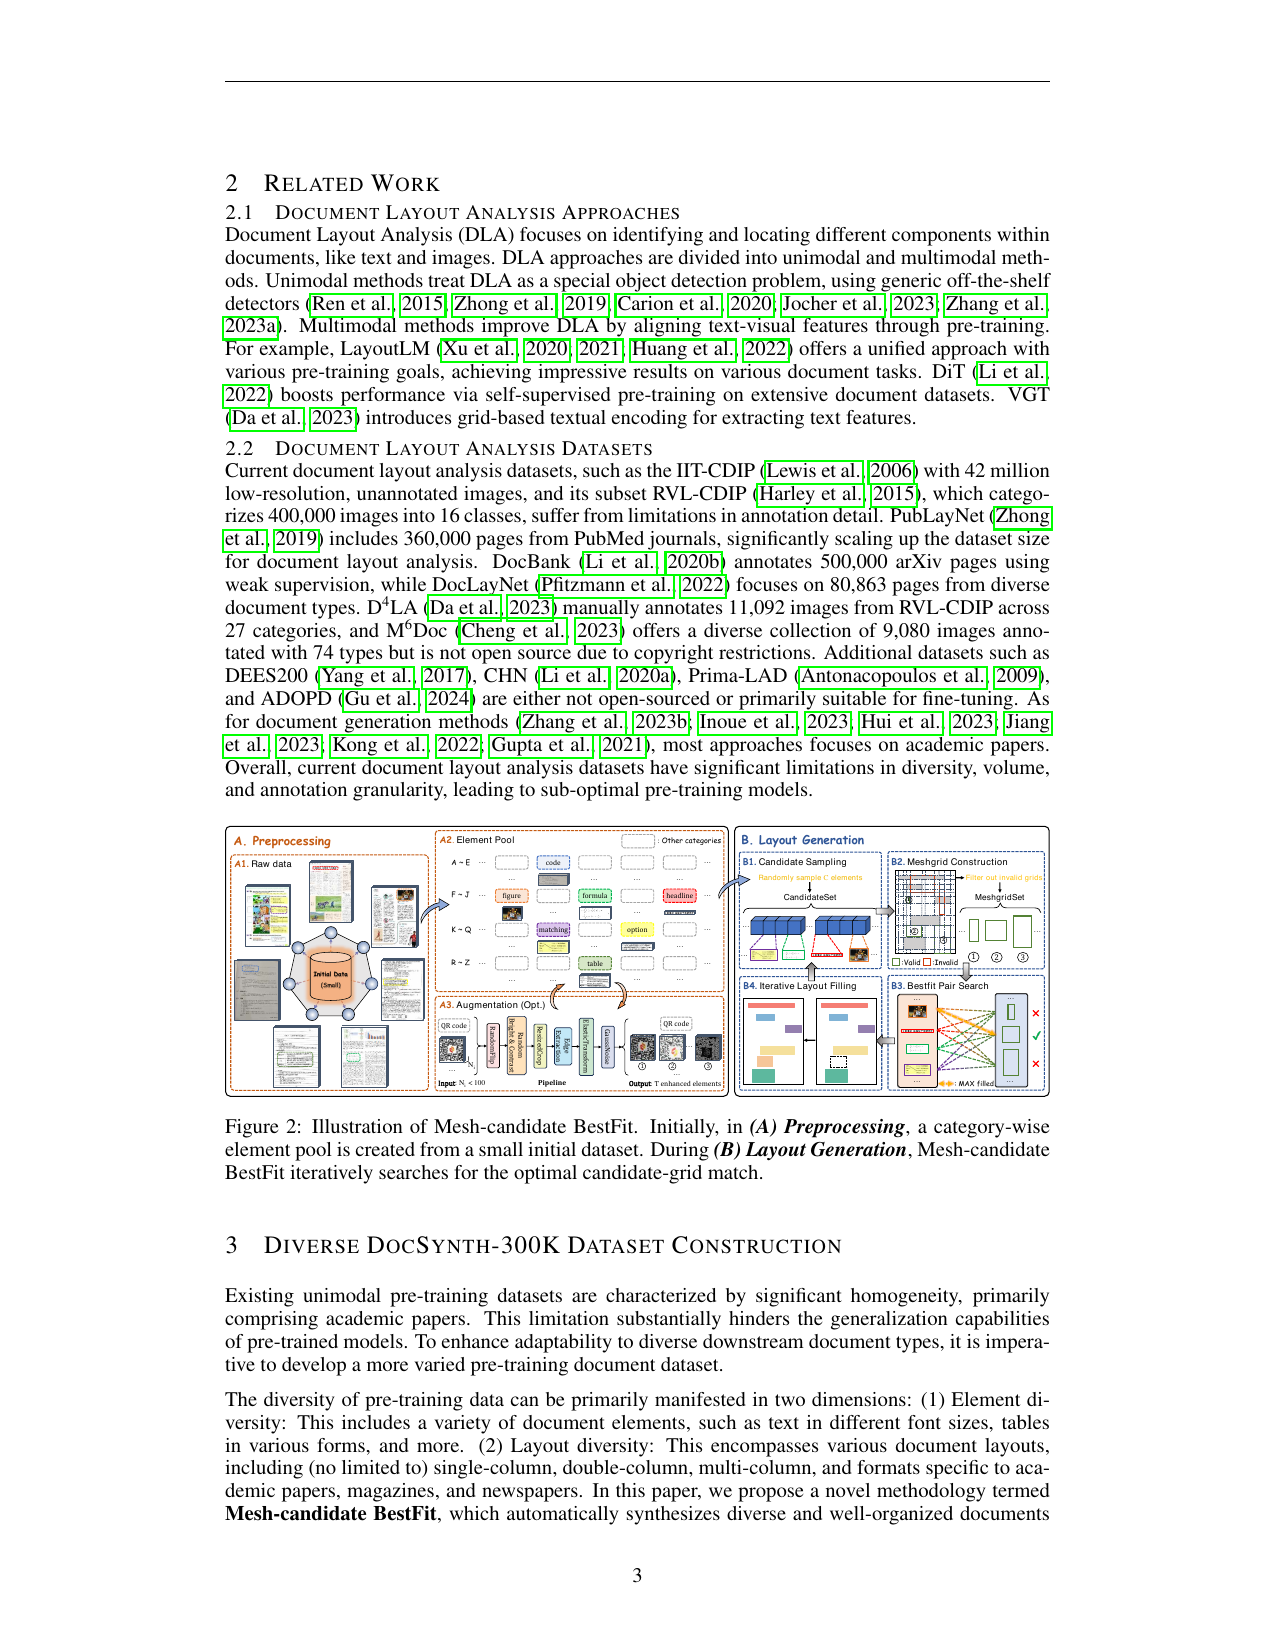 2 RELATED WORK
2.1 DOCUMENT LAYOUT ANALYSIS APPROACHES
Document Layout Analysis (DLA) focuses on identifying and locating different components within
documents, like text and images. DLA approaches are divided into unimodal and multimodal meth-
ods. Unimodal methods treat DLA as a special object detection problem, using generic off-the-shelf
detectors (Ren et al., 2015; Zhong et al., 2019; Carion et al., 2020; Jocher et al., 2023; Zhang et al.,
2023a). Multimodal methods improve DLA by aligning text-visual features through pre-training.
For example, LayoutLM (Xu et al., 2020; 2021; Huang et al., 2022) offers a unified approach with
various pre-training goals, achieving impressive results on various document tasks. DiT (Li et al.,
2022) boosts performance via self-supervised pre-training on extensive document datasets. VGT
(Da et al., 2023) introduces grid-based textual encoding for extracting text features.
2.2 DOCUMENT LAYOUT ANALYSIS DATASETS
Current document layout analysis datasets, such as the IIT-CDIP (Lewis et al., 2006) with 42 million
low-resolution, unannotated images, and its subset RVL-CDIP (Harley et al., 2015), which catego-
rizes 400,000 images into 16 classes, suffer from limitations in annotation detail. PubLayNet (Zhong
et al., 2019) includes 360,000 pages from PubMed journals, significantly scaling up the dataset size
for document layout analysis. DocBank (Li et al., 2020b) annotates 500,000 arXiv pages using
weak supervision, while DocLayNet (Pfitzmann et al., 2022) focuses on 80,863 pages from diverse
document types. D⁴LA (Da et al., 2023) manually annotates 11,092 images from RVL-CDIP across
27 categories, and M⁶Doc (Cheng et al., 2023) offers a diverse collection of 9,080 images anno-
tated with 74 types but is not open source due to copyright restrictions. Additional datasets such as
DEES200 (Yang et al., 2017), CHN (Li et al., 2020a), Prima-LAD (Antonacopoulos et al., 2009),
and ADOPD (Gu et al., 2024) are either not open-sourced or primarily suitable for fine-tuning. As
for document generation methods (Zhang et al., 2023b; Inoue et al., 2023; Hui et al., 2023; Jiang
et al., 2023; Kong et al., 2022; Gupta et al., 2021), most approaches focuses on academic papers.
Overall, current document layout analysis datasets have significant limitations in diversity, volume,
and annotation granularity, leading to sub-optimal pre-training models.
A. Preprocessing
A1. Raw data
Initial Data
(Small)
A2. Element Pool
: Other categories
A ~ E ... code ...
F ~ J ... figure formula headline ...
K ~ Q ... matching option ...
R ~ Z ... table ...
A3. Augmentation (Opt.)
QR code
RandomFlip
Random
Bright & Contrast
ResizedCrop
Edge
Extraction
ElasticTransform
GaussNoise
QR code
① ② ③
Input: Nᵢ < 100
Pipeline
Output: T enhanced elements
B. Layout Generation
B1. Candidate Sampling
Randomly sample elements
CandidateSet
B2. Meshgrid Construction
Filter out invalid grids
MeshgridSet
① ② ③
:Valid :Invalid
B4. Iterative Layout Filling
B3. Bestfit Pair Search
: MAX filled
Figure 2: Illustration of Mesh-candidate BestFit. Initially, in (A) Preprocessing, a category-wise
element pool is created from a small initial dataset. During (B) Layout Generation, Mesh-candidate
BestFit iteratively searches for the optimal candidate-grid match.
3 DIVERSE DOCSYNTH-300K DATASET CONSTRUCTION
Existing unimodal pre-training datasets are characterized by significant homogeneity, primarily
comprising academic papers. This limitation substantially hinders the generalization capabilities
of pre-trained models. To enhance adaptability to diverse downstream document types, it is impera-
tive to develop a more varied pre-training document dataset.
The diversity of pre-training data can be primarily manifested in two dimensions: (1) Element di-
versity: This includes a variety of document elements, such as text in different font sizes, tables
in various forms, and more. (2) Layout diversity: This encompasses various document layouts,
including (no limited to) single-column, double-column, multi-column, and formats specific to aca-
demic papers, magazines, and newspapers. In this paper, we propose a novel methodology termed
Mesh-candidate BestFit, which automatically synthesizes diverse and well-organized documents
3